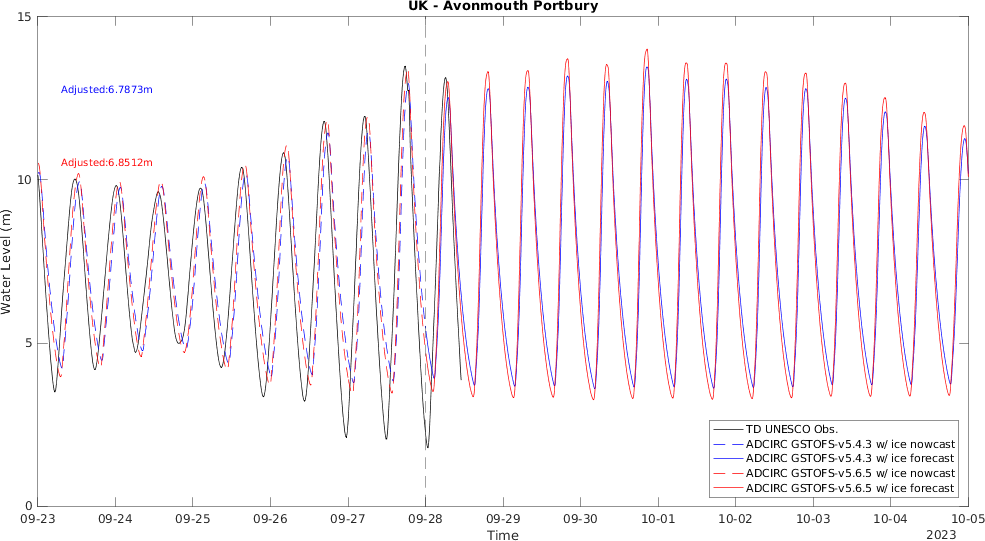 UK - Avonmouth Portbury
15
Adjusted:6.7873m
Adjusted:6.8512m
10
Water Level (m)
5
0
TD UNESCO Obs.
ADCIRC GSTOFS-v5.4.3 w/ ice nowcast
ADCIRC GSTOFS-v5.4.3 w/ ice forecast
ADCIRC GSTOFS-v5.6.5 w/ ice nowcast
ADCIRC GSTOFS-v5.6.5 w/ ice forecast
09-23 09-24 09-25 09-26 09-27 09-28 09-29 09-30 10-01 10-02 10-03 10-04 10-05
Time
2023